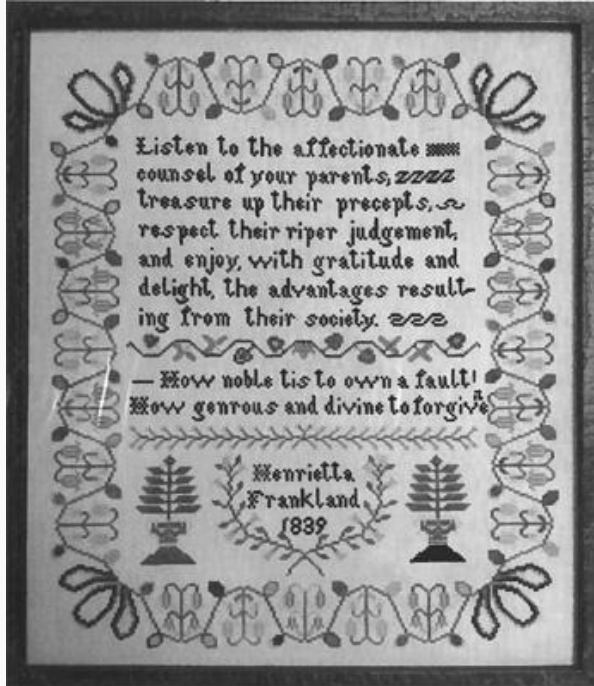 Listen to the affectionate
counsel of your parents,
treasure up their precepts,
respect their riper judgement,
and enjoy, with gratitude and
delight, the advantages result-
ing from their society.
— How noble tis to own a fault!
How genrous and divine to forgive it
Henrietta
Frankland
1839